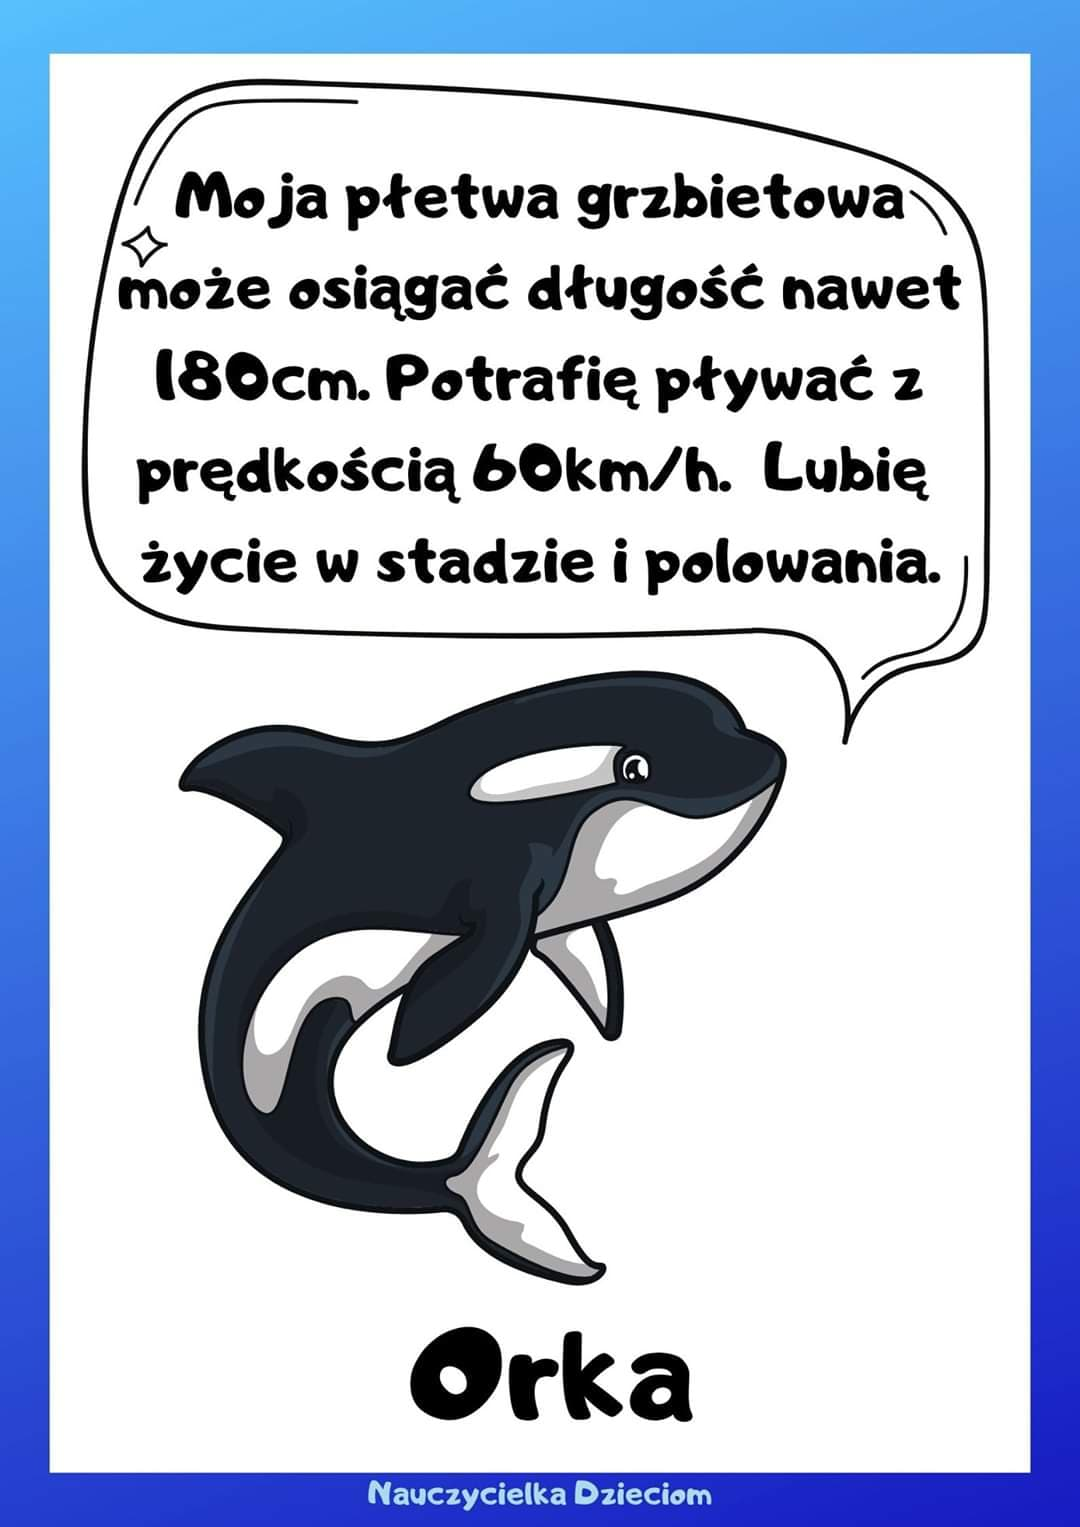 Moja płetwa grzbietowa
może osiągać długość nawet
180cm. Potrafię pływać z
prędkością 60km/h. Lubię
życie w stadzie i polowania.
Orka
Nauczycielka Dzieciom